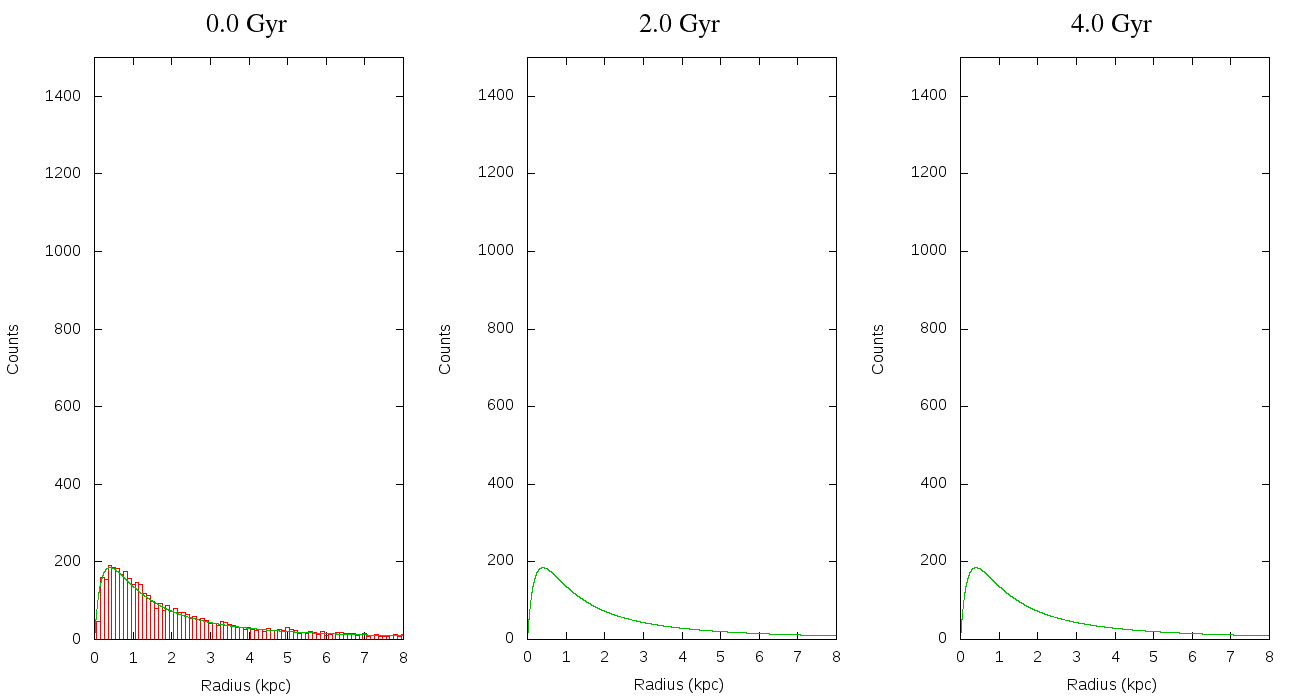 0.0 Gyr 2.0 Gyr 4.0 Gyr
1400 1400 1400
1200 1200 1200
1000 1000 1000
800 800 800
Counts Counts Counts
600 600 600
400 400 400
200 200 200
0 0 0
0 1 2 3 4 5 6 7 8 0 1 2 3 4 5 6 7 8 0 1 2 3 4 5 6 7 8
Radius (kpc) Radius (kpc) Radius (kpc)